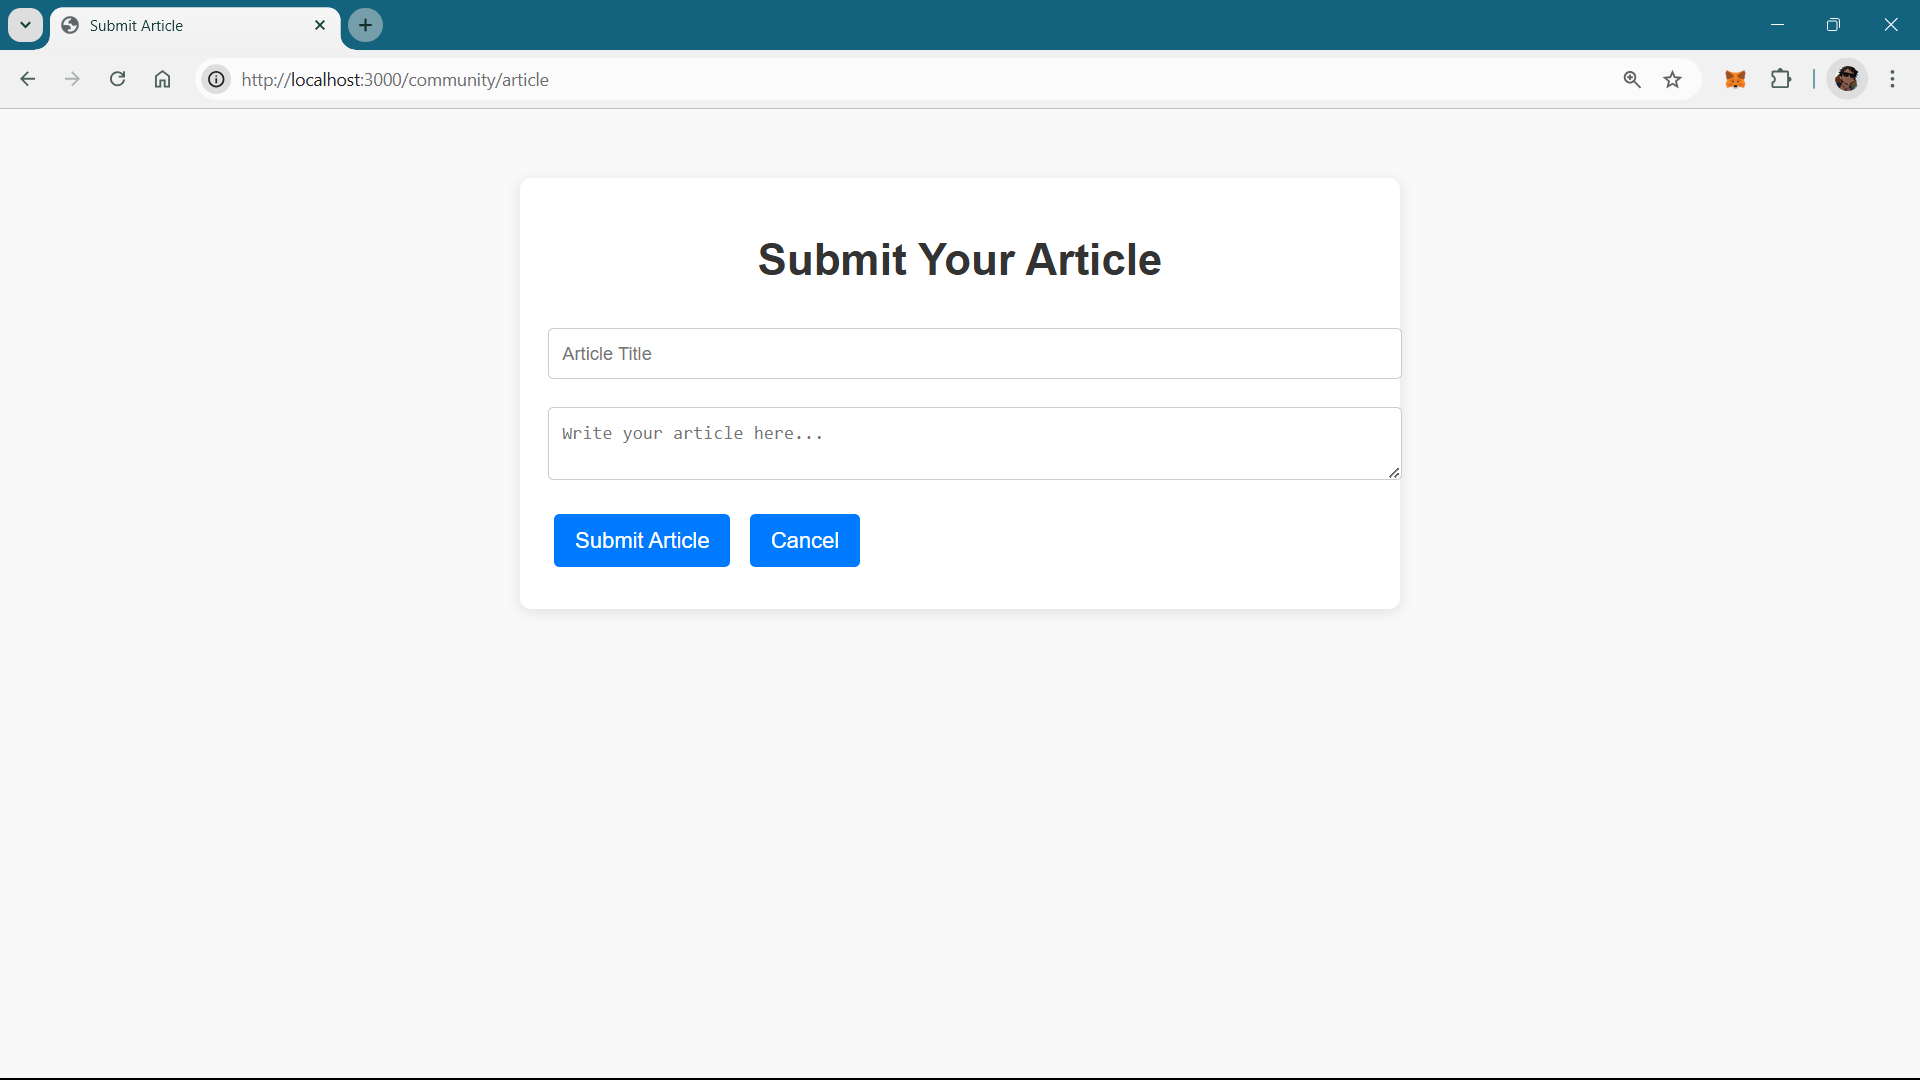 Submit Article
http://localhost:3000/community/article
Submit Your Article
Article Title
Write your article here...
Submit Article
Cancel